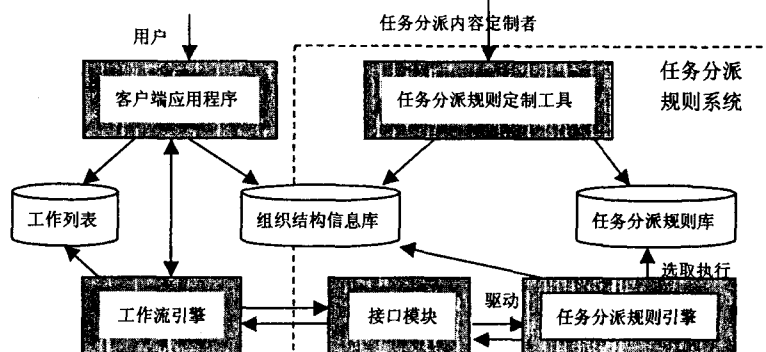 用户
任务分派内容定制者
任务分派
规则系统
客户端应用程序
任务分派规则定制工具
工作列表
组织结构信息库
任务分派规则库
选取执行
工作流引擎
接口模块
驱动
任务分派规则引擎